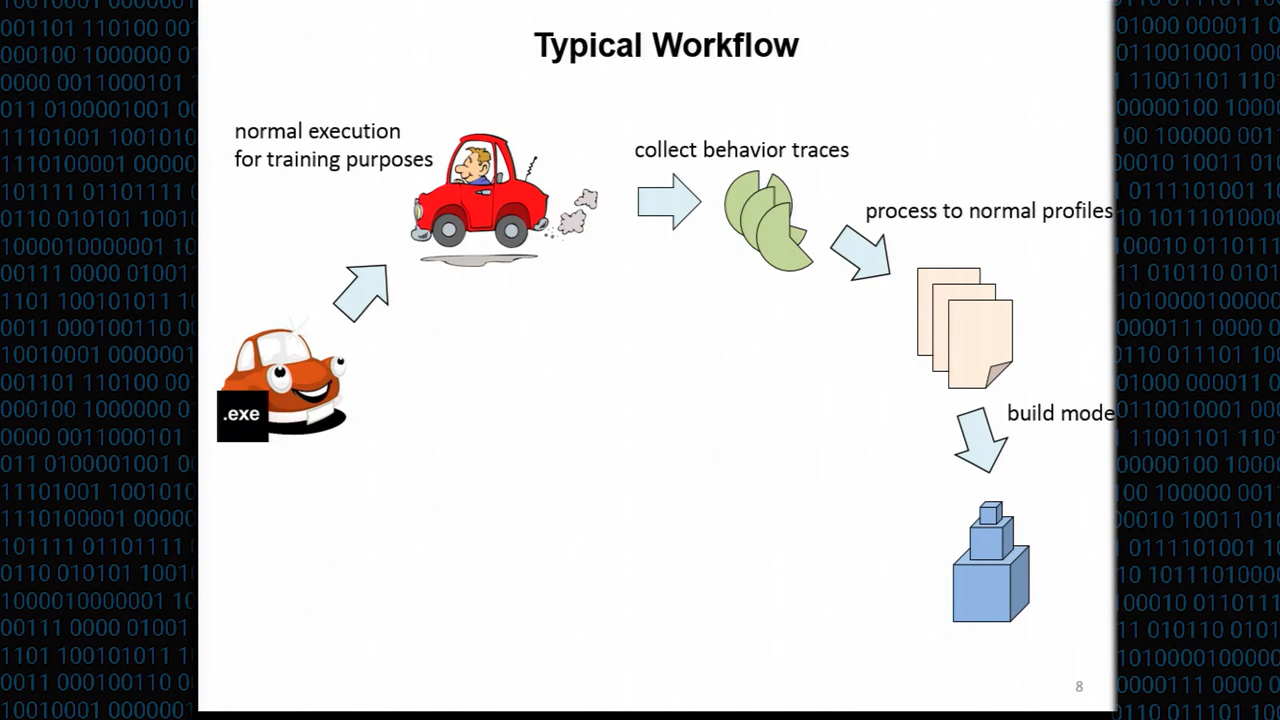 Typical Workflow
normal execution
for training purposes
collect behavior traces
process to normal profiles
build mode
.exe
8